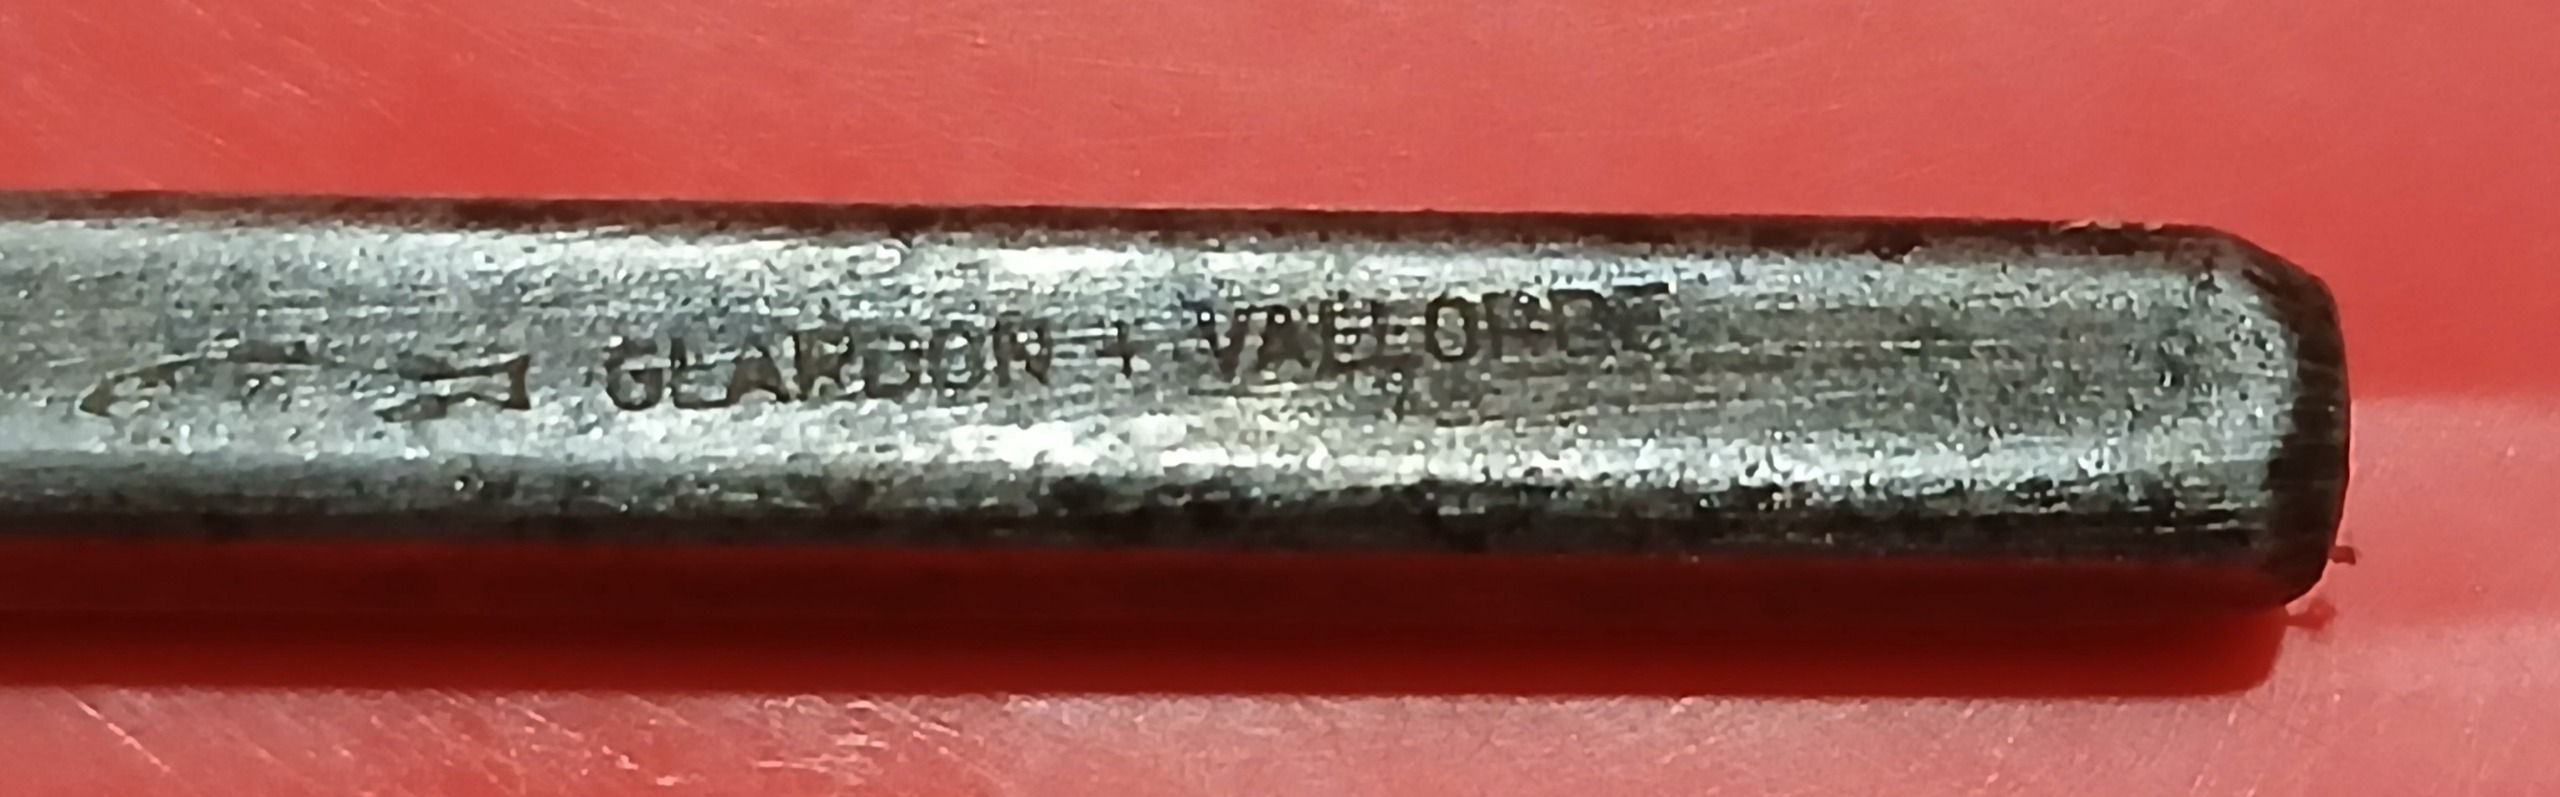 GLARDON + VALLORBE